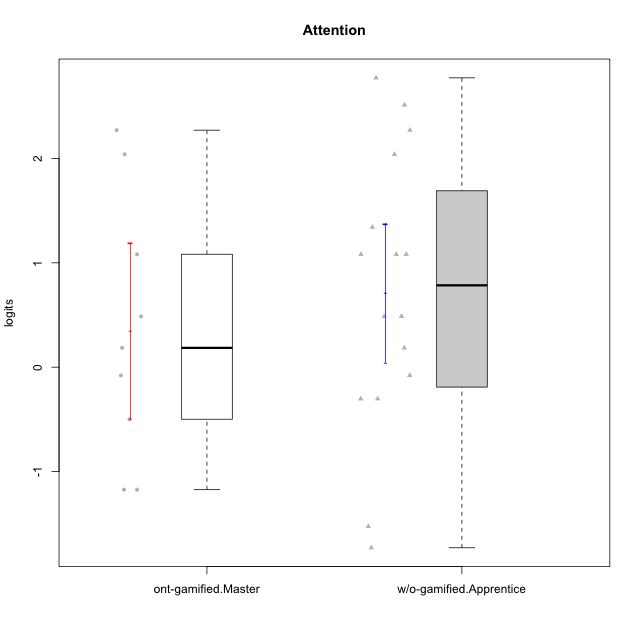 Attention
logits
2
1
0
-1
ont-gamified.Master
w/o-gamified.Apprentice